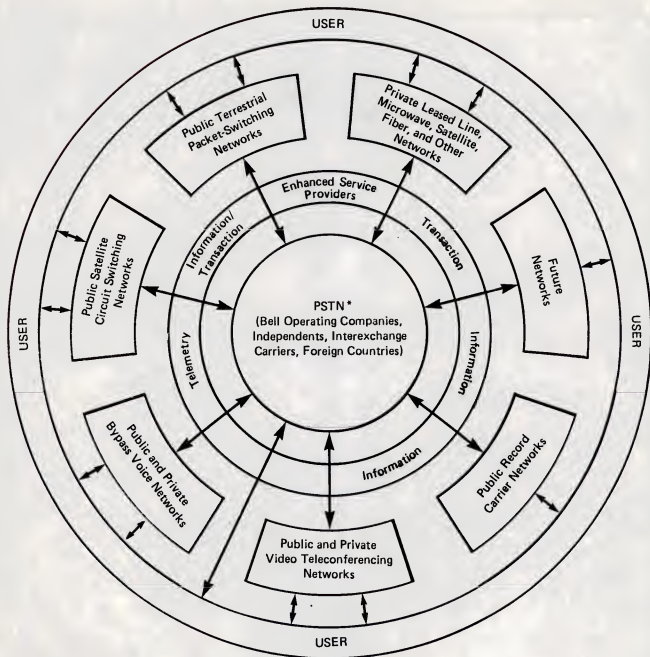 USER
Public Terrestrial
Packet-Switching
Networks
Private Leased Line,
Microwave, Satellite,
Fiber, and Other
Networks
Enhanced Service
Providers
Information/
Transaction
Transaction
Public Satellite
Circuit Switching
Networks
Future
Networks
USER
PSTN*
(Bell Operating Companies,
Independents, Interexchange
Carriers, Foreign Countries)
USER
Telemetry
Information
Public and Private
Bypass Voice Networks
Information
Public Record
Carrier Networks
Public and Private
Video Teleconferencing
Networks
USER